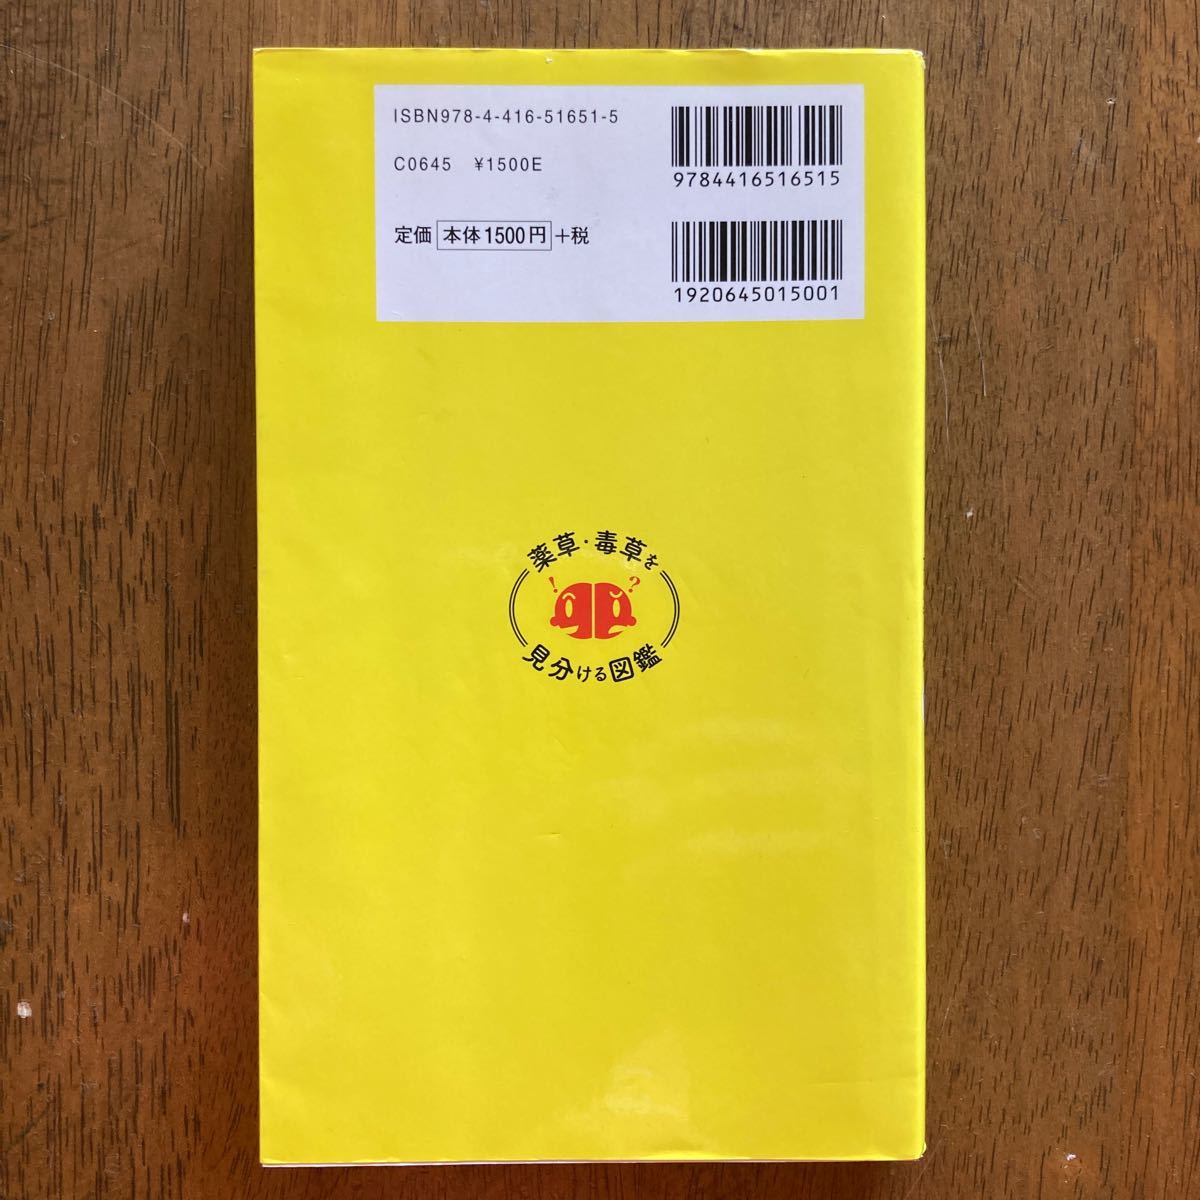 ISBN978-4-416-51651-5
C0645 ¥1500E
定価 本体1500円 +税
9784416516515
1920645015001
薬草・毒草を
! ?
見分ける図鑑